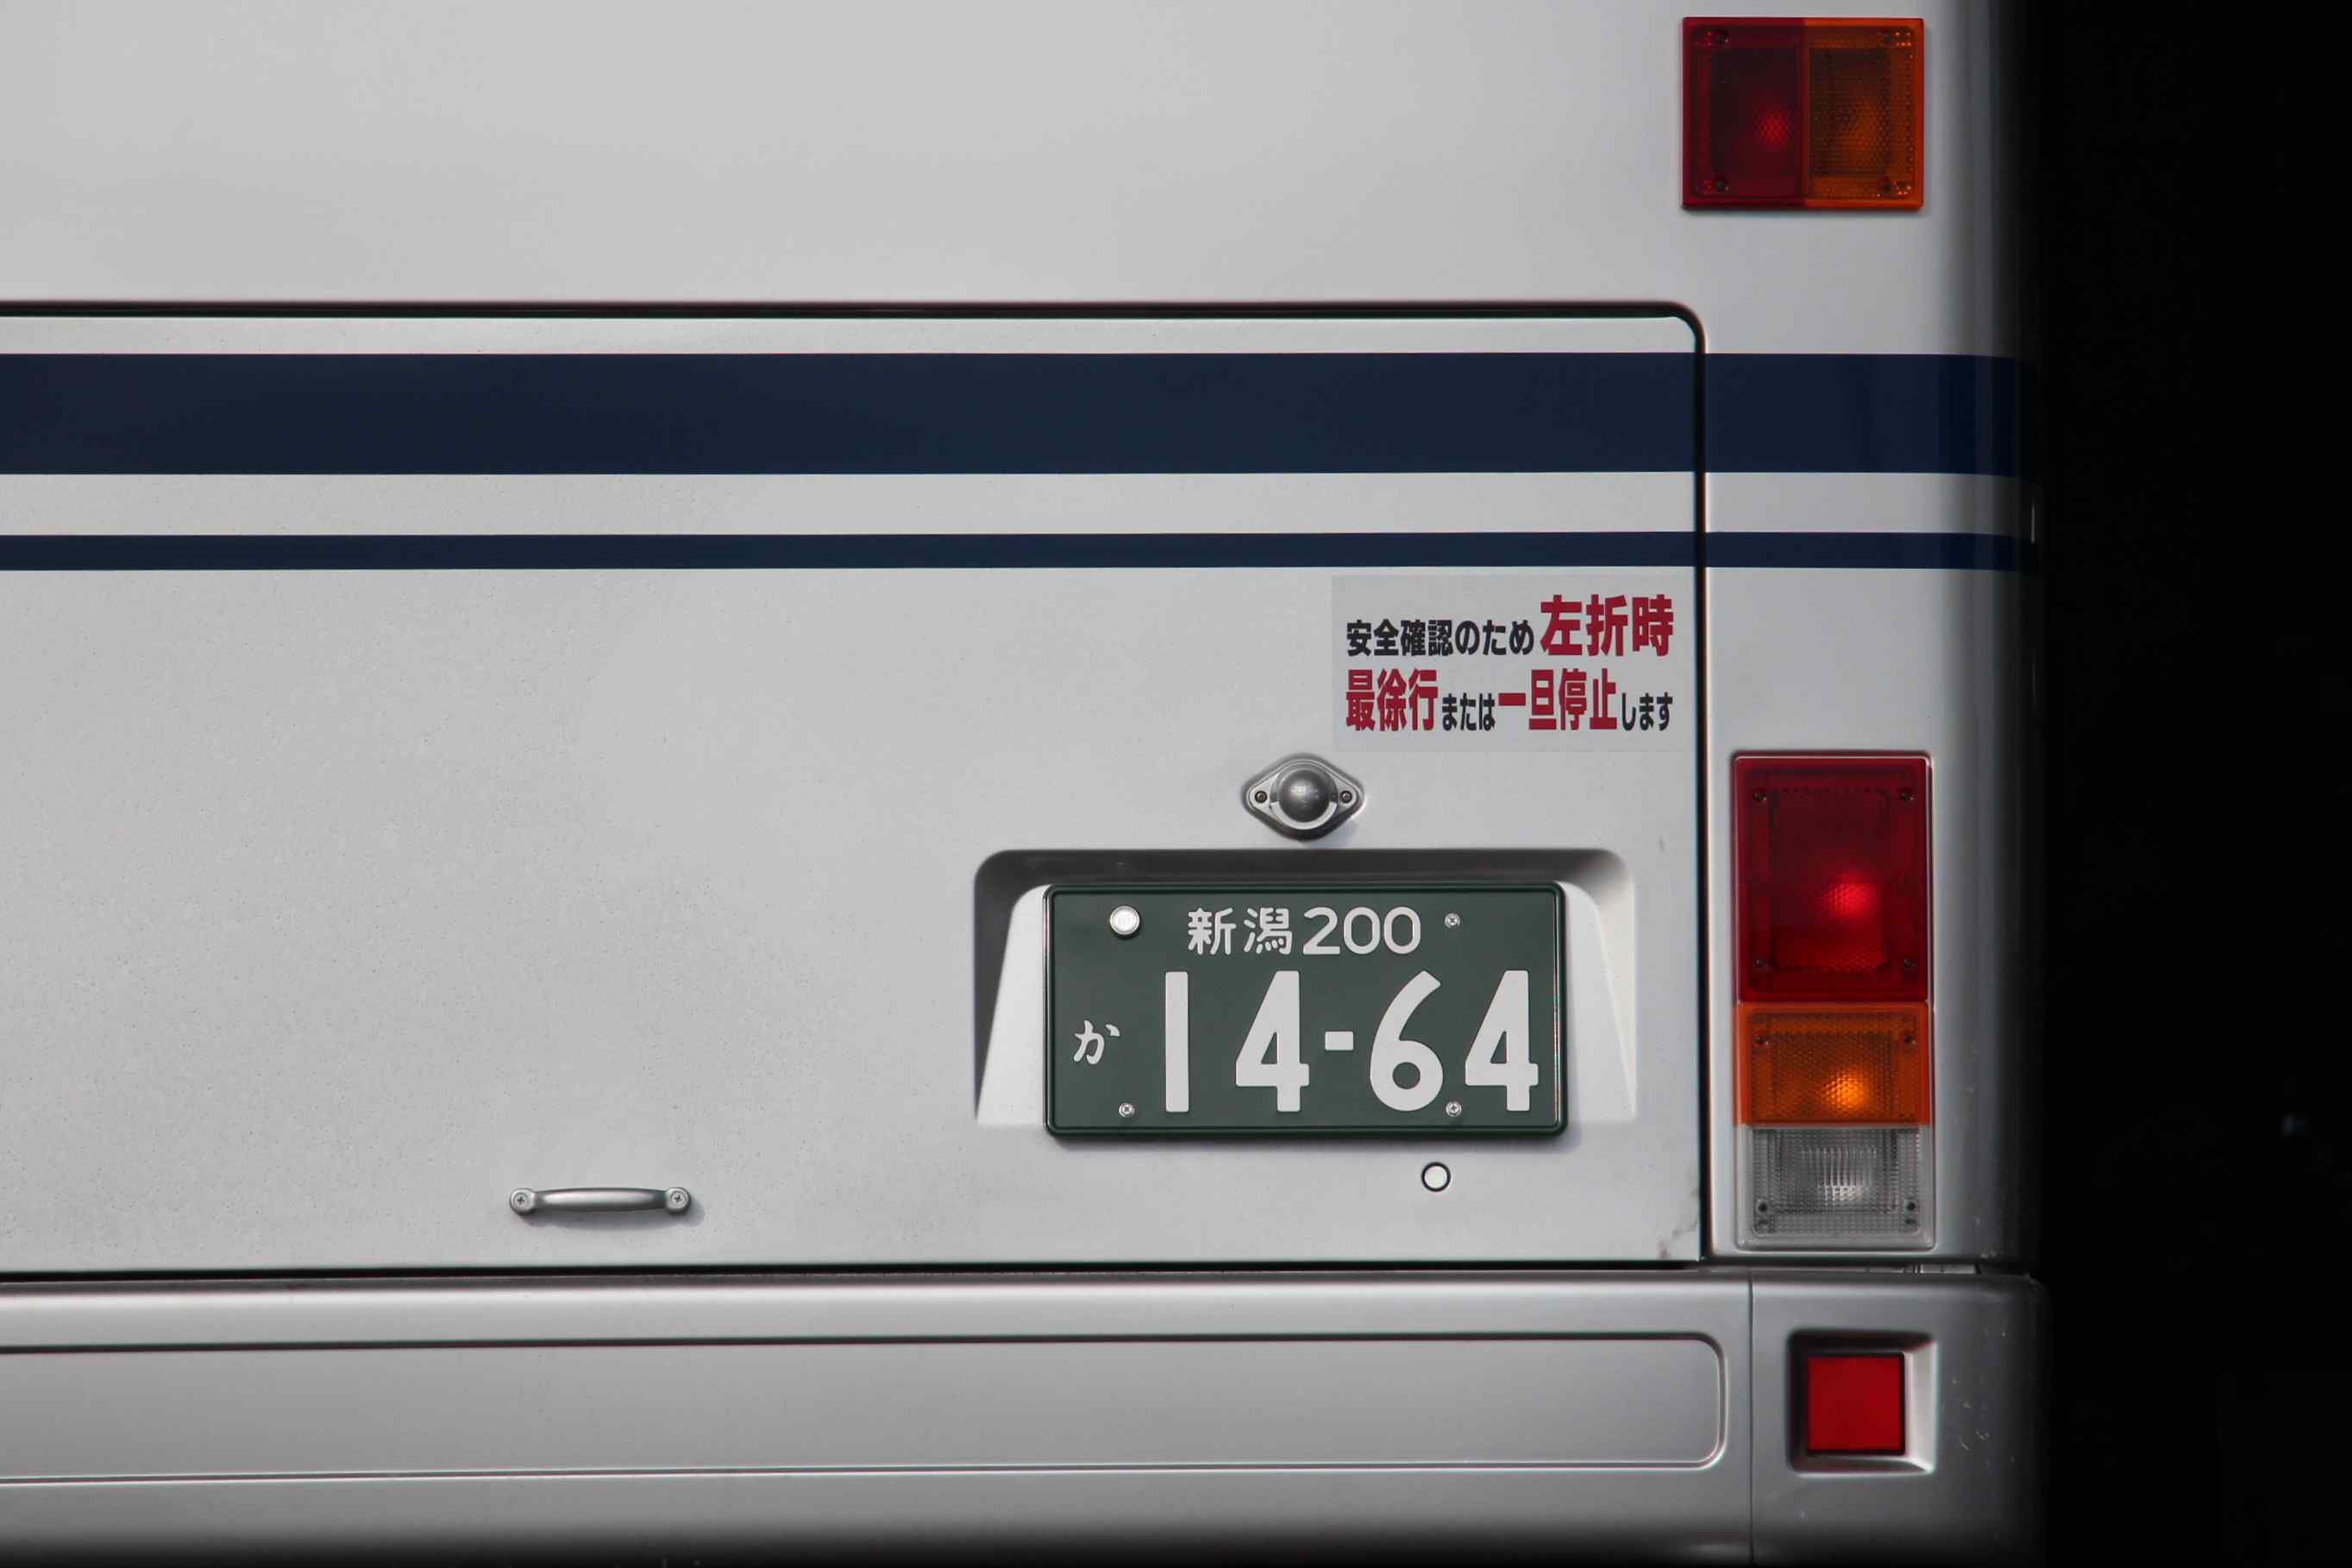 安全確認のため左折時
最徐行または一旦停止します
新潟200
か 14-64